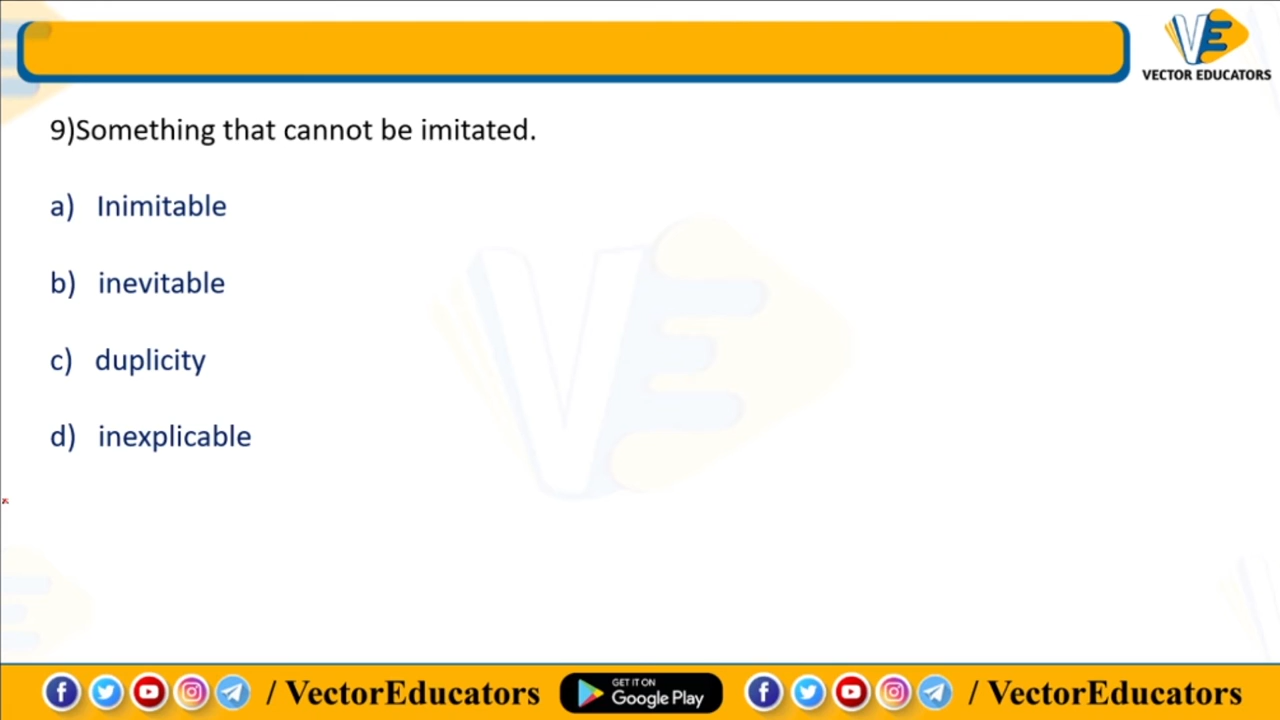 VE
VECTOR EDUCATORS
9)Something that cannot be imitated.
a) Inimitable
b) inevitable
c) duplicity
d) inexplicable
/ VectorEducators
GET IT ON
Google Play
/ VectorEducators